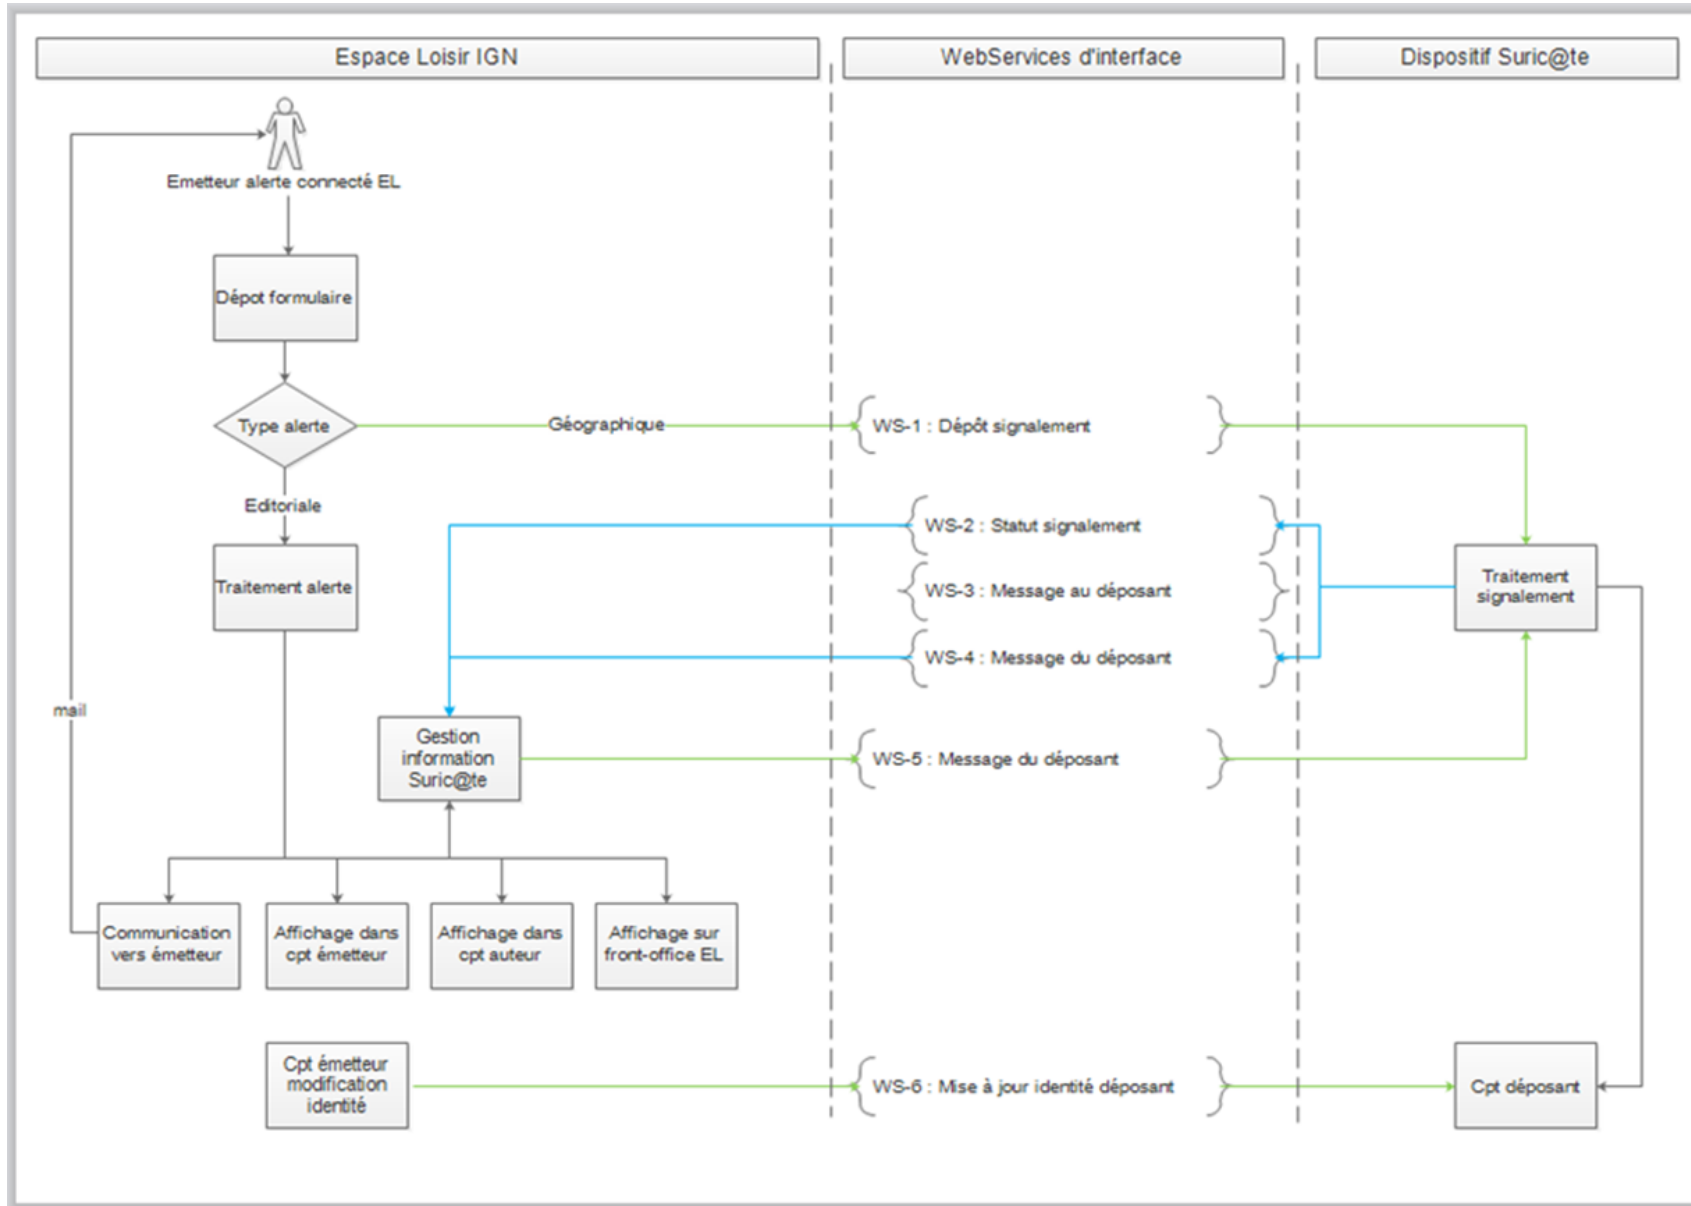 Espace Loisir IGN
WebServices d'interface
Dispositif Suric@te
Emetteur alerte connecté EL
Dépot formulaire
Type alerte
Géographique
WS-1 : Dépôt signalement
Editoriale
WS-2 : Statut signalement
Traitement alerte
WS-3 : Message au déposant
Traitement
signalement
WS-4 : Message du déposant
mail
Gestion
information
Suric@te
WS-5 : Message du déposant
Communication
vers émetteur
Affichage dans
cpt émetteur
Affichage dans
cpt auteur
Affichage sur
front-office EL
Cpt émetteur
modification
identité
WS-6 : Mise à jour identité déposant
Cpt déposant